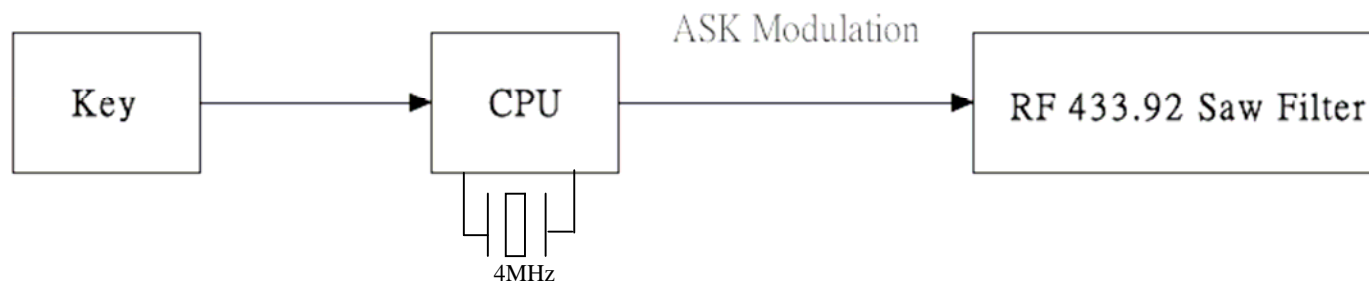 ASK Modulation
Key
CPU
RF 433.92 Saw Filter
4MHz